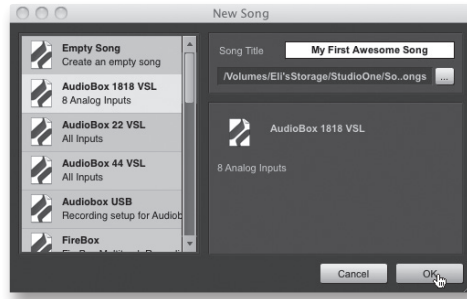 New Song
Empty Song
Create an empty song
AudioBox 1818 VSL
8 Analog Inputs
AudioBox 22 VSL
All Inputs
AudioBox 44 VSL
All Inputs
Audiobox USB
Recording setup for Audiob
FireBox
Song Title
My First Awesome Song
/Volumes/Eli'sStorage/StudioOne/So..ongs
...
AudioBox 1818 VSL
8 Analog Inputs
Cancel
OK